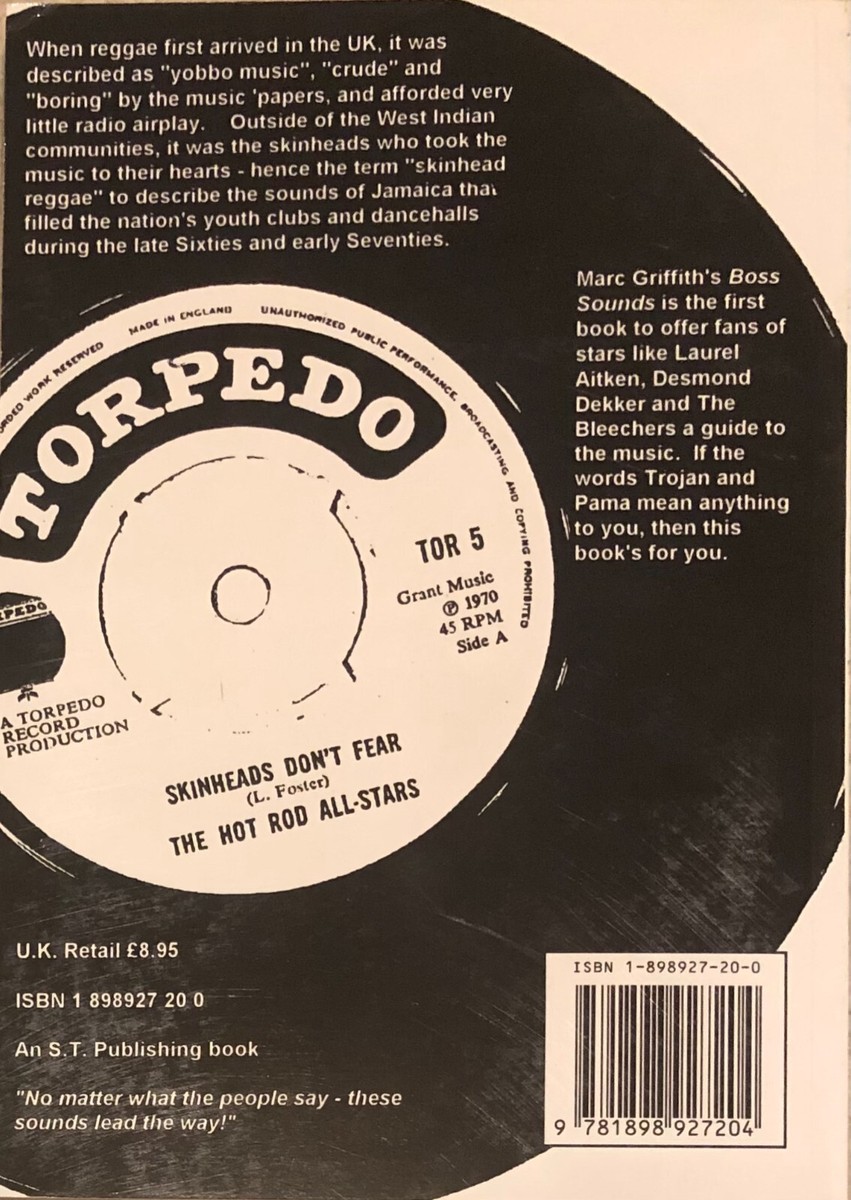 When reggae first arrived in the UK, it was
described as "yobbo music", "crude" and
"boring" by the music 'papers, and afforded very
little radio airplay. Outside of the West Indian
communities, it was the skinheads who took the
music to their hearts - hence the term "skinhead
reggae" to describe the sounds of Jamaica that
filled the nation's youth clubs and dancehalls
during the late Sixties and early Seventies.
Marc Griffith's Boss
Sounds is the first
book to offer fans of
stars like Laurel
Aitken, Desmond
Dekker and The
Bleechers a guide to
the music. If the
words Trojan and
Pama mean anything
to you, then this
book's for you.
WORK RESERVED MADE IN ENGLAND UNAUTHORIZED PUBLIC PERFORMANCE, BROADCASTING AND COPYING PROHIBITED
TORPEDO
TOR 5
Grant Music
℗ 1970
45 RPM
Side A
A TORPEDO
RECORD
PRODUCTION
SKINHEADS DON'T FEAR
(L. Foster)
THE HOT ROD ALL-STARS
U.K. Retail £8.95
ISBN 1 898927 20 0
An S.T. Publishing book
"No matter what the people say - these
sounds lead the way!"
ISBN 1-898927-20-0
9 781898 927204